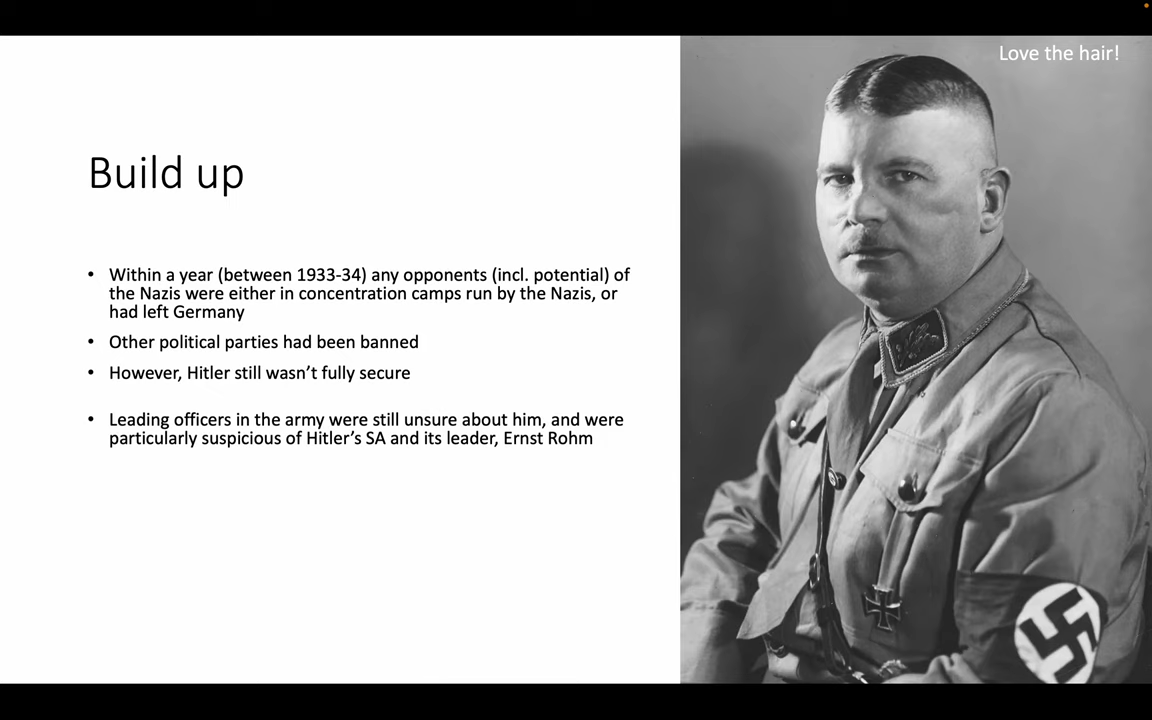 Love the hair!
Build up
• Within a year (between 1933-34) any opponents (incl. potential) of
the Nazis were either in concentration camps run by the Nazis, or
had left Germany
• Other political parties had been banned
• However, Hitler still wasn’t fully secure
• Leading officers in the army were still unsure about him, and were
particularly suspicious of Hitler’s SA and its leader, Ernst Rohm